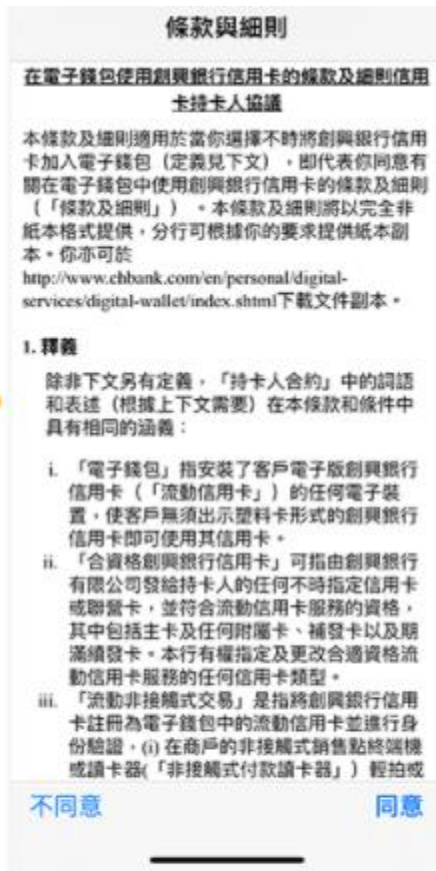 條款與細則
在電子錢包使用創興銀行信用卡的條款及細則信用
卡持卡人協議
本條款及細則適用於當你選擇不時將創興銀行信用
卡加入電子錢包（定義見下文），即代表你同意有
關在電子錢包中使用創興銀行信用卡的條款及細則
（「條款及細則」）。本條款及細則將以完全非
紙本格式提供，分行可根據你的要求提供紙本副
本。你亦可於
http://www.chbank.com/en/personal/digital-
services/digital-wallet/index.shtml下載文件副本。
1. 釋義
除非下文另有定義，「持卡人合約」中的詞語
和表述（根據上下文需要）在本條款和條件中
具有相同的涵義：
i. 「電子錢包」指安裝了客戶電子版創興銀行
信用卡（「流動信用卡」）的任何電子裝
置，使客戶無須出示塑料卡形式的創興銀行
信用卡即可使用其信用卡。
ii. 「合資格創興銀行信用卡」可指由創興銀行
有限公司發給持卡人的任何不時指定信用卡
或聯營卡，並符合流動信用卡服務的資格，
其中包括主卡及任何附屬卡、補發卡以及期
滿續發卡。本行有權指定及更改合適資格流
動信用卡服務的任何信用卡類型。
iii. 「流動非接觸式交易」是指將創興銀行信用
卡註冊為電子錢包中的流動信用卡並進行身
份驗證，(i) 在商戶的非接觸式銷售點終端機
或讀卡器(「非接觸式付款讀卡器」）輕拍或
不同意
同意